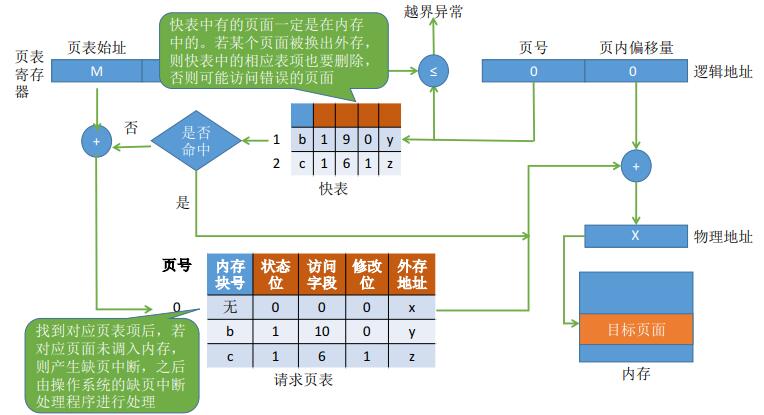 越界异常
快表中有的页面一定是在内存
中的。若某个页面被换出外存，
则快表中的相应表项也要删除，
否则可能访问错误的页面
页表
寄存
器
页表始址
M
≤
页号 页内偏移量
0 0 逻辑地址
+
否
是否
命中
是
1 b 1 9 0 y
2 c 1 6 1 z
快表
+
X 物理地址
页号 内存块号 状态位 访问字段 修改位 外存地址
0 无 0 0 0 x
b 1 10 0 y
c 1 6 1 z
请求页表
找到对应页表项后，若
对应页面未调入内存，
则产生缺页中断，之后
由操作系统的缺页中断
处理程序进行处理
目标页面
内存